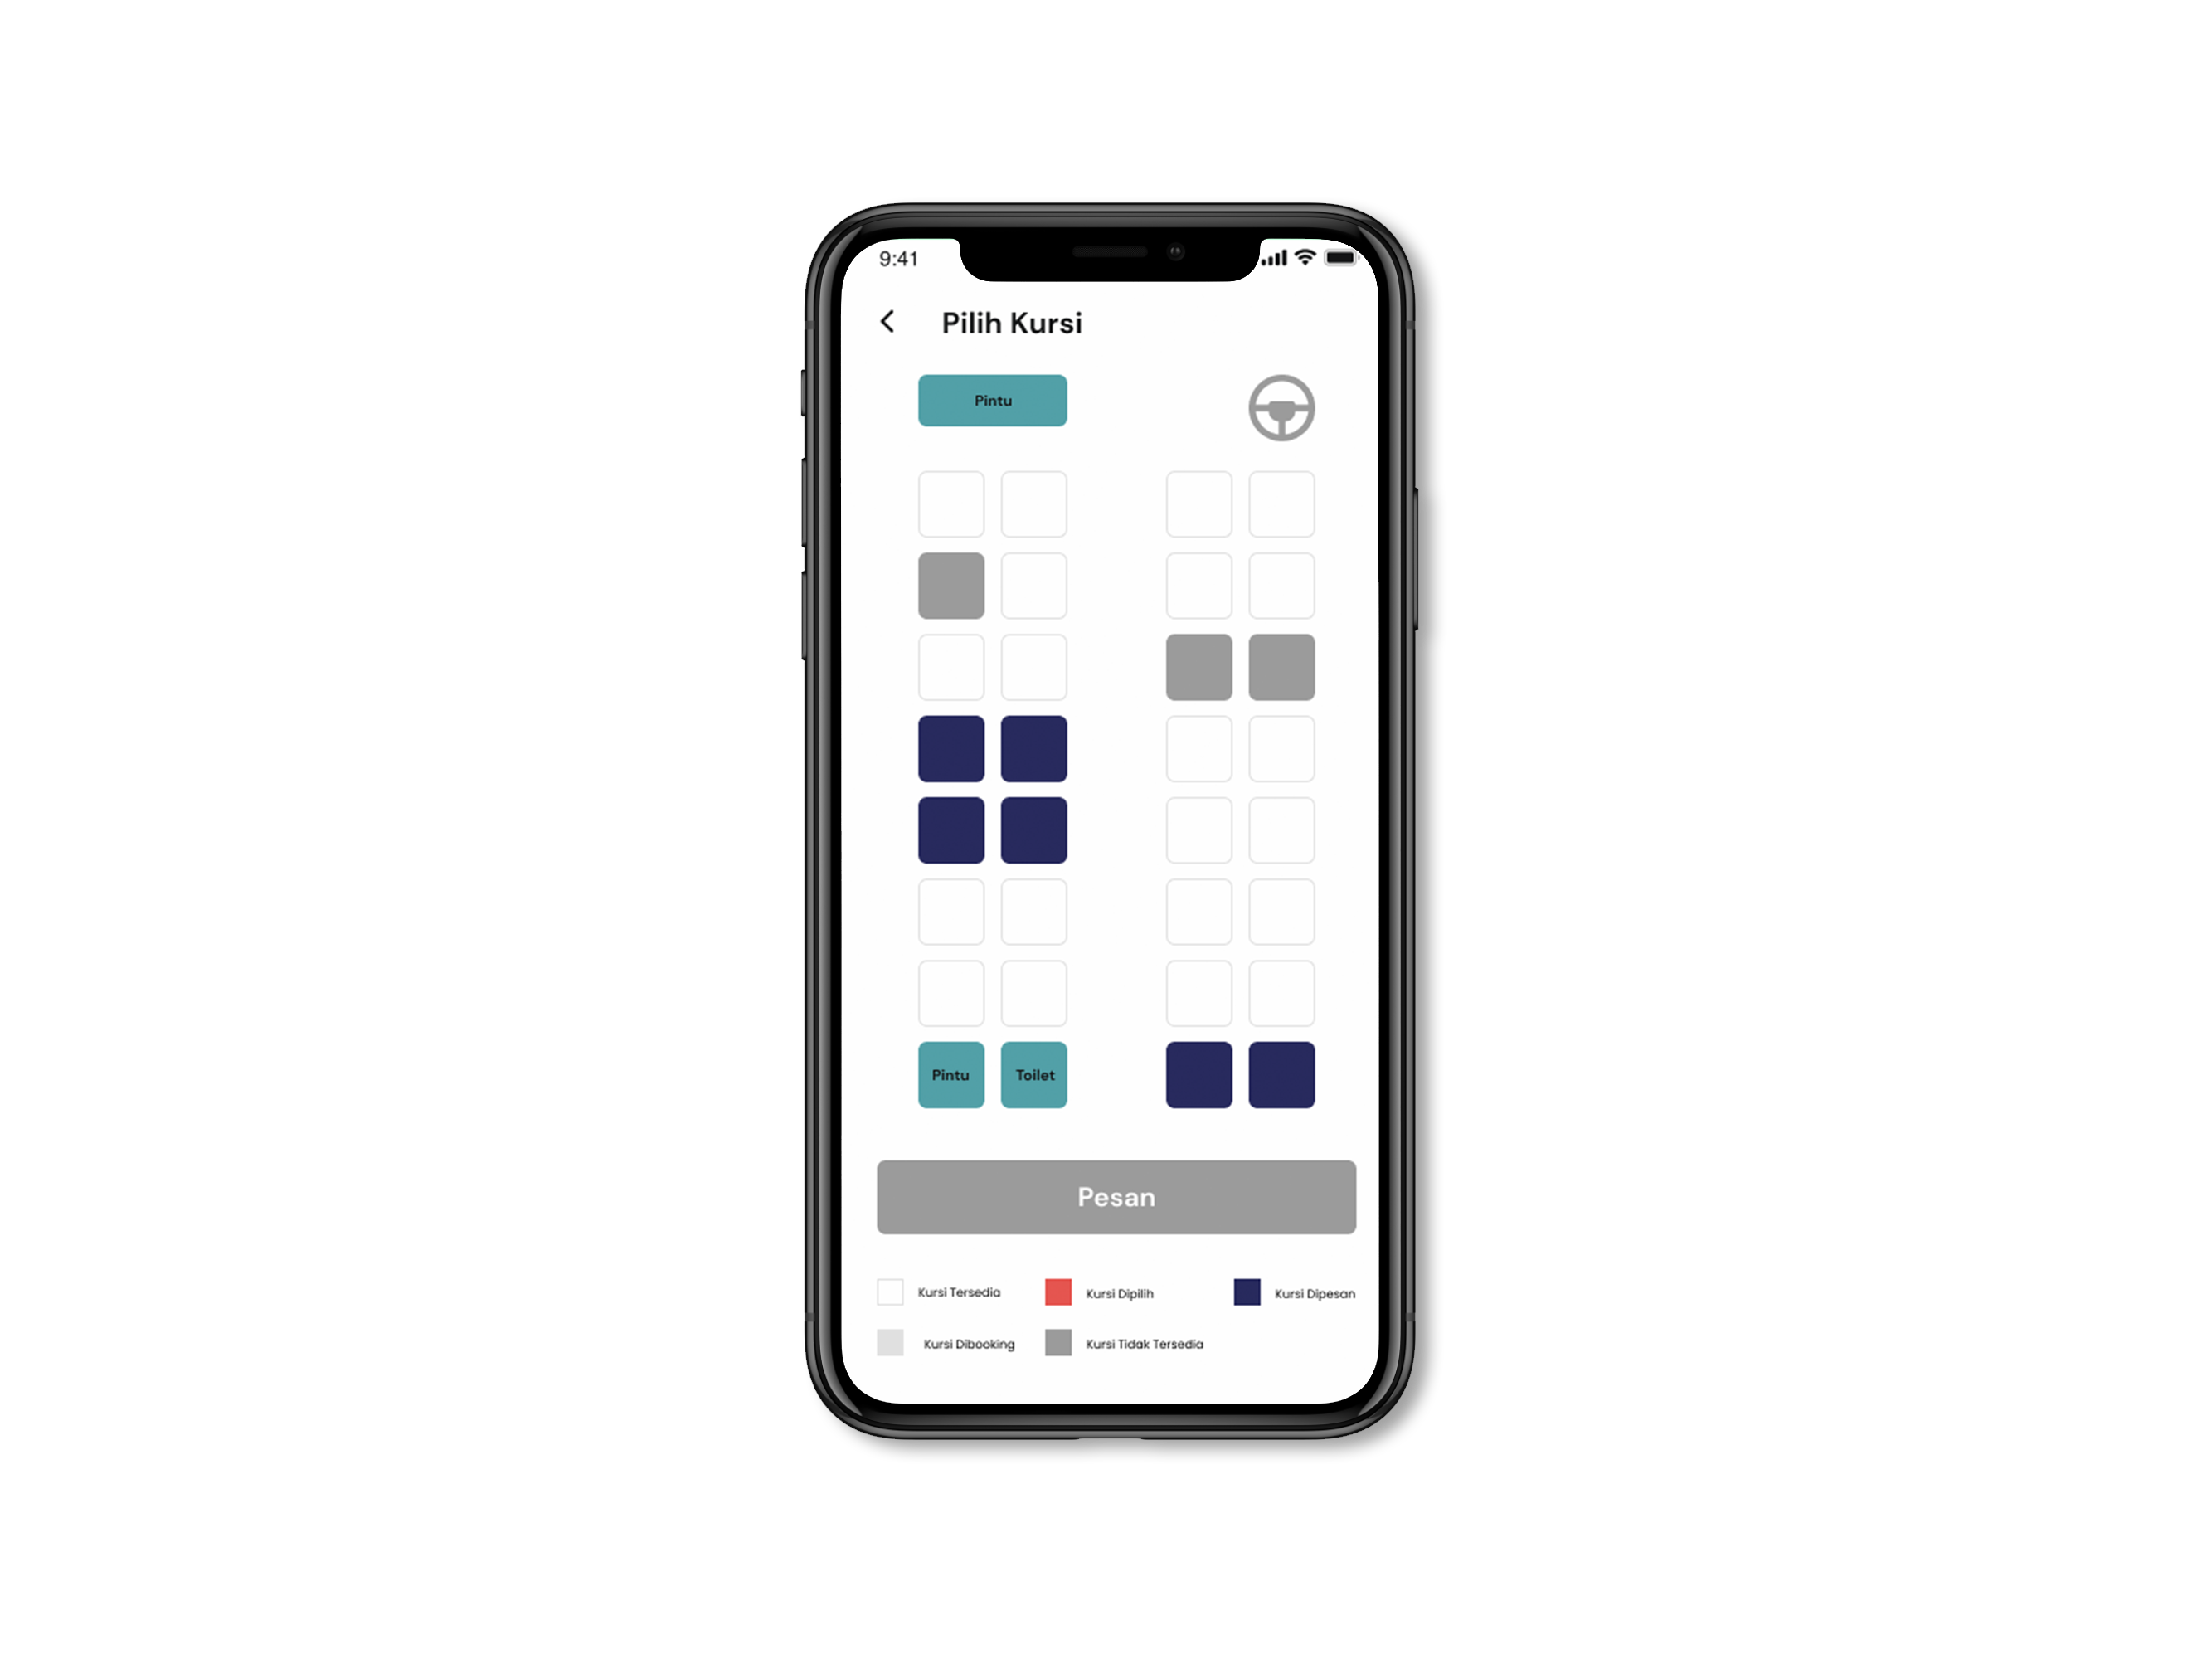 9:41
Pilih Kursi
Pintu
Pintu Toilet
Pesan
Kursi Tersedia Kursi Dipilih Kursi Dipesan
Kursi Dibooking Kursi Tidak Tersedia